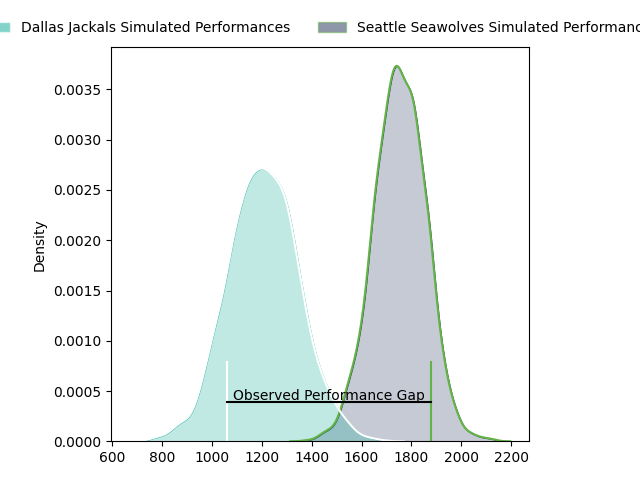 Dallas Jackals Simulated Performances Seattle Seawolves Simulated
0.0035
0.0030
0.0025
0.0020
0.0015
0.0010
0.0005
0.0000
Density
Observed Performance Gap
600 800 1000 1200 1400 1600 1800 2000 2200